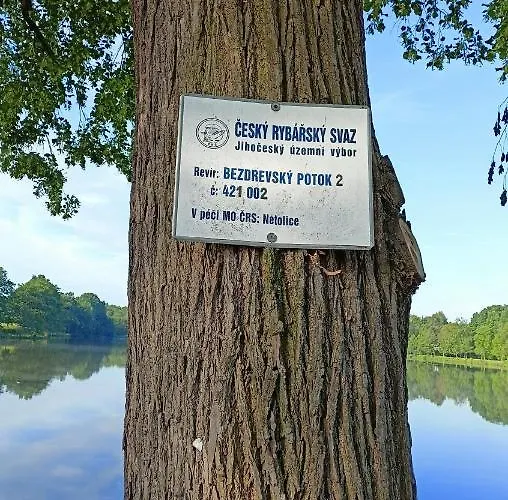 ČESKÝ RYBÁŘSKÝ SVAZ
Jihočeský územní výbor
Revír: BEZDREVSKÝ POTOK 2
č: 421 002
V péči MO ČRS: Netolice